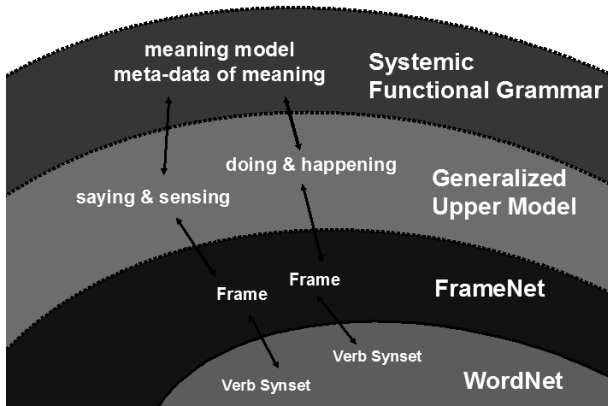 meaning model
meta-data of meaning
Systemic
Functional Grammar
doing & happening
saying & sensing
Generalized
Upper Model
Frame
Frame
FrameNet
Verb Synset
Verb Synset
WordNet